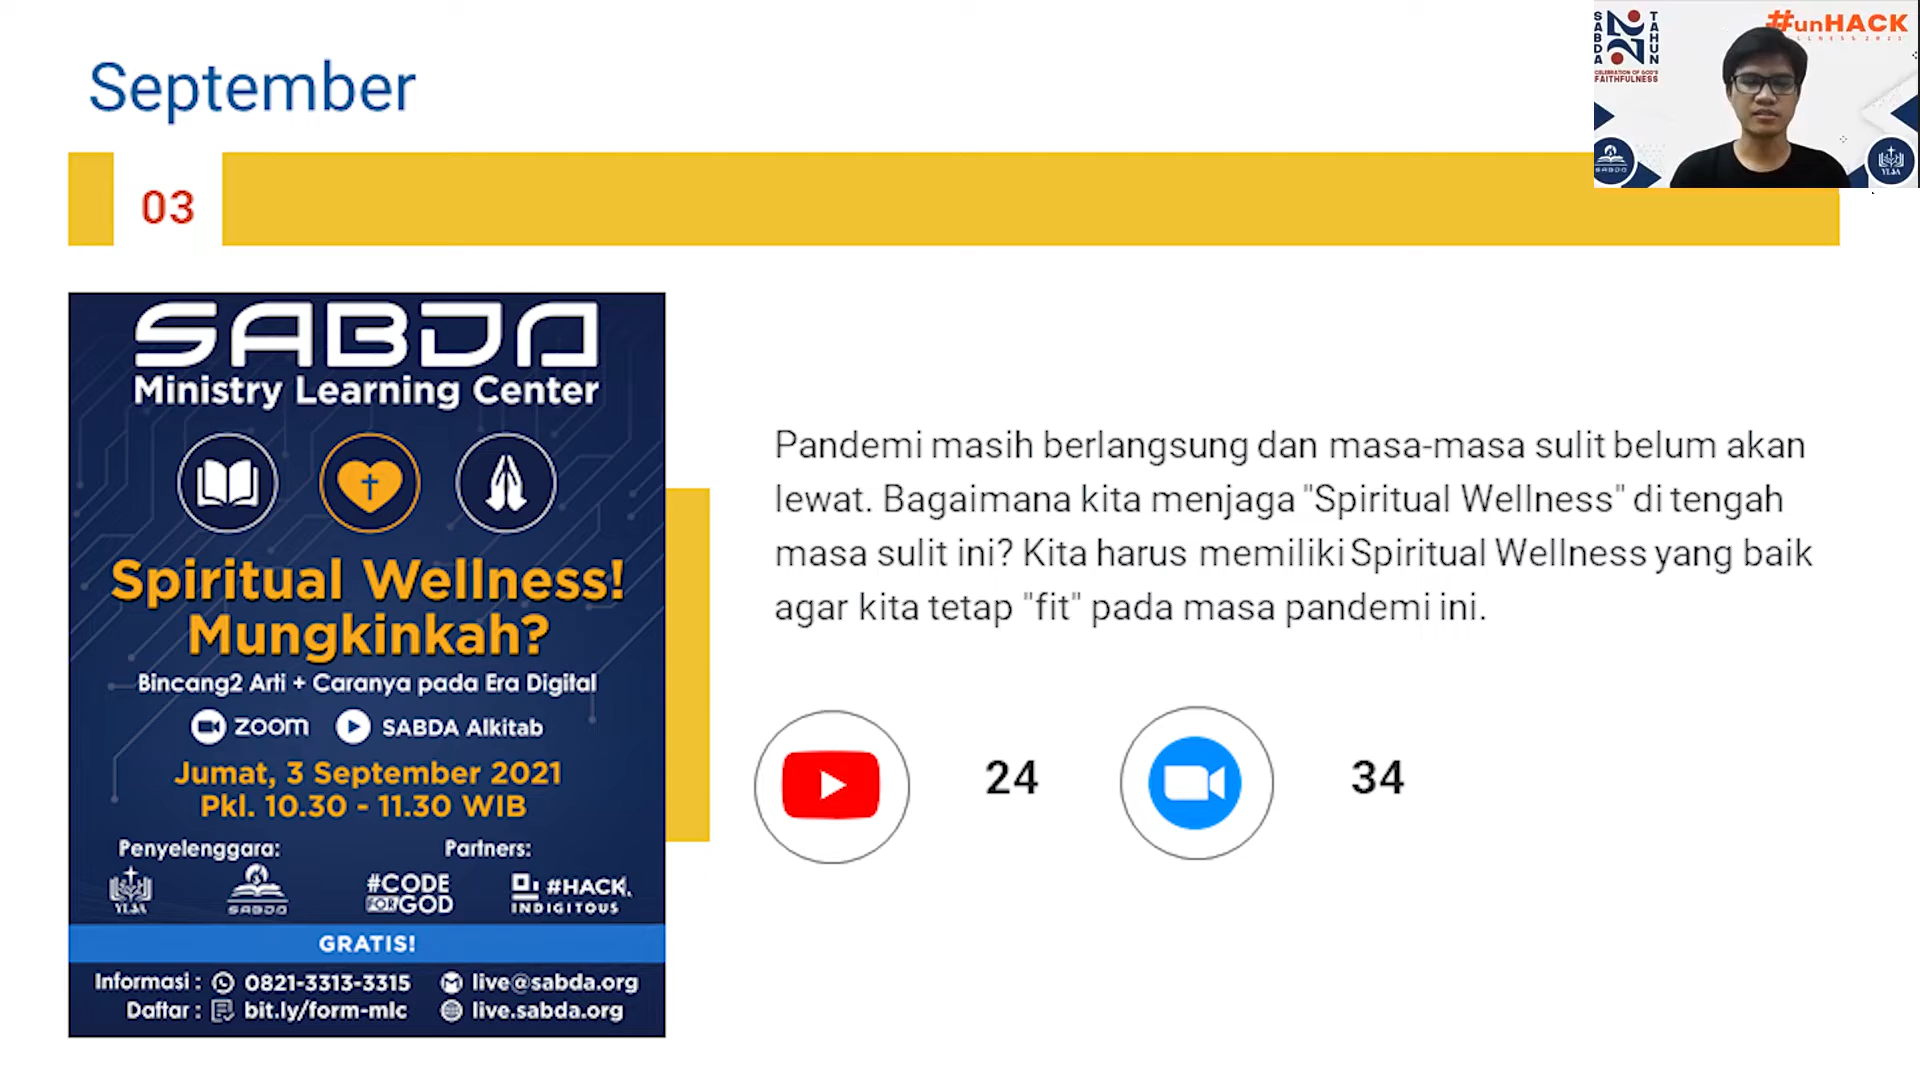 September
03
SABDA
22
TAHUN
CELEBRATION OF GOD'S
FAITHFULNESS
#unHACK
SABDA
YLSA
SABDA
Ministry Learning Center
Spiritual Wellness!
Mungkinkah?
Bincang2 Arti + Caranya pada Era Digital
zoom SABDA Alkitab
Jumat, 3 September 2021
Pkl. 10.30 - 11.30 WIB
Penyelenggara: Partners:
YLSA SABDA #CODE FOR GOD #HACK INDIGITOUS
GRATIS!
Informasi : 0821-3313-3315 live@sabda.org
Daftar : bit.ly/form-mlc live.sabda.org
Pandemi masih berlangsung dan masa-masa sulit belum akan
lewat. Bagaimana kita menjaga "Spiritual Wellness" di tengah
masa sulit ini? Kita harus memiliki Spiritual Wellness yang baik
agar kita tetap "fit" pada masa pandemi ini.
24 34